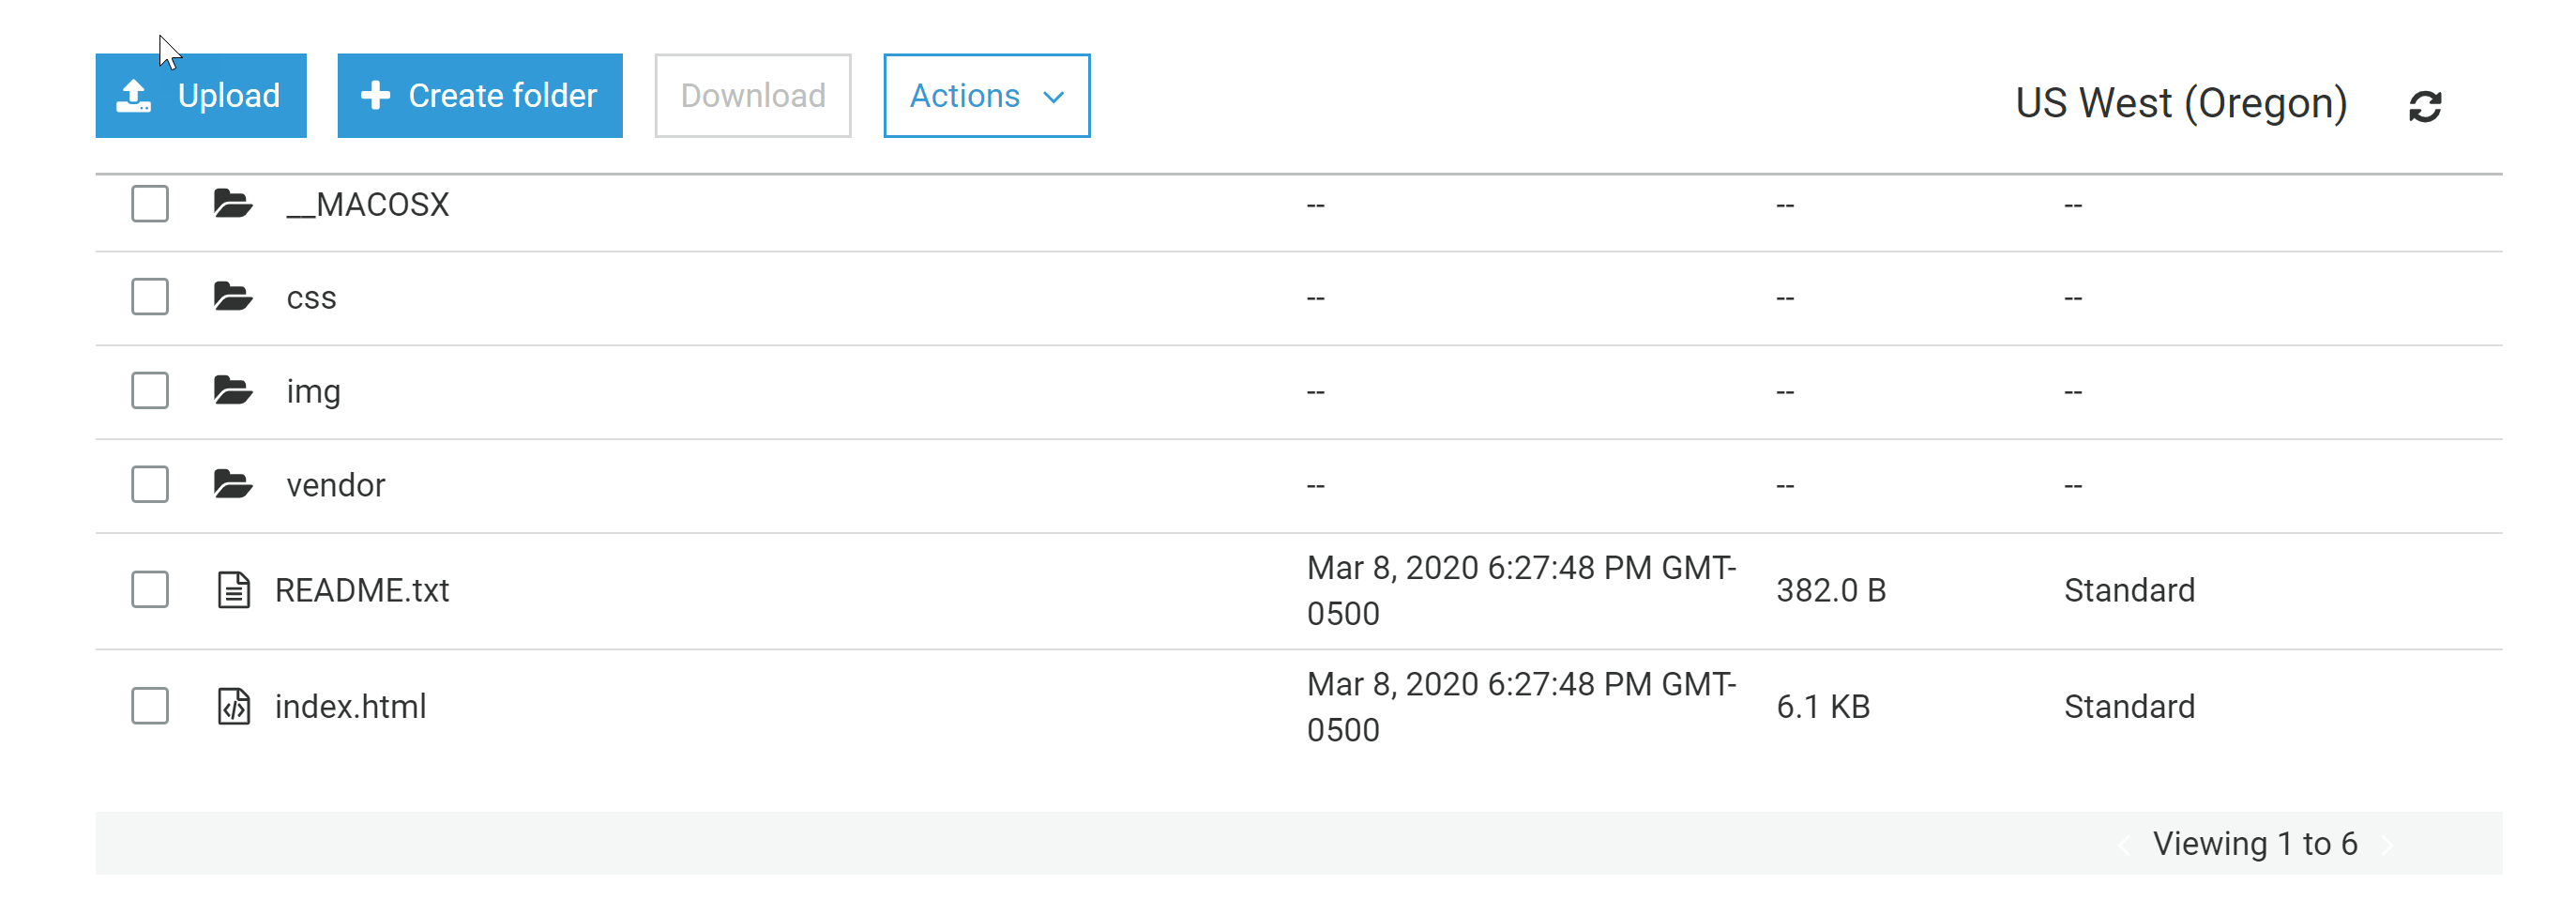 Upload Create folder Download Actions US West (Oregon)
__MACOSX -- -- --
css -- -- --
img -- -- --
vendor -- -- --
README.txt Mar 8, 2020 6:27:48 PM GMT-
0500 382.0 B Standard
index.html Mar 8, 2020 6:27:48 PM GMT-
0500 6.1 KB Standard
Viewing 1 to 6